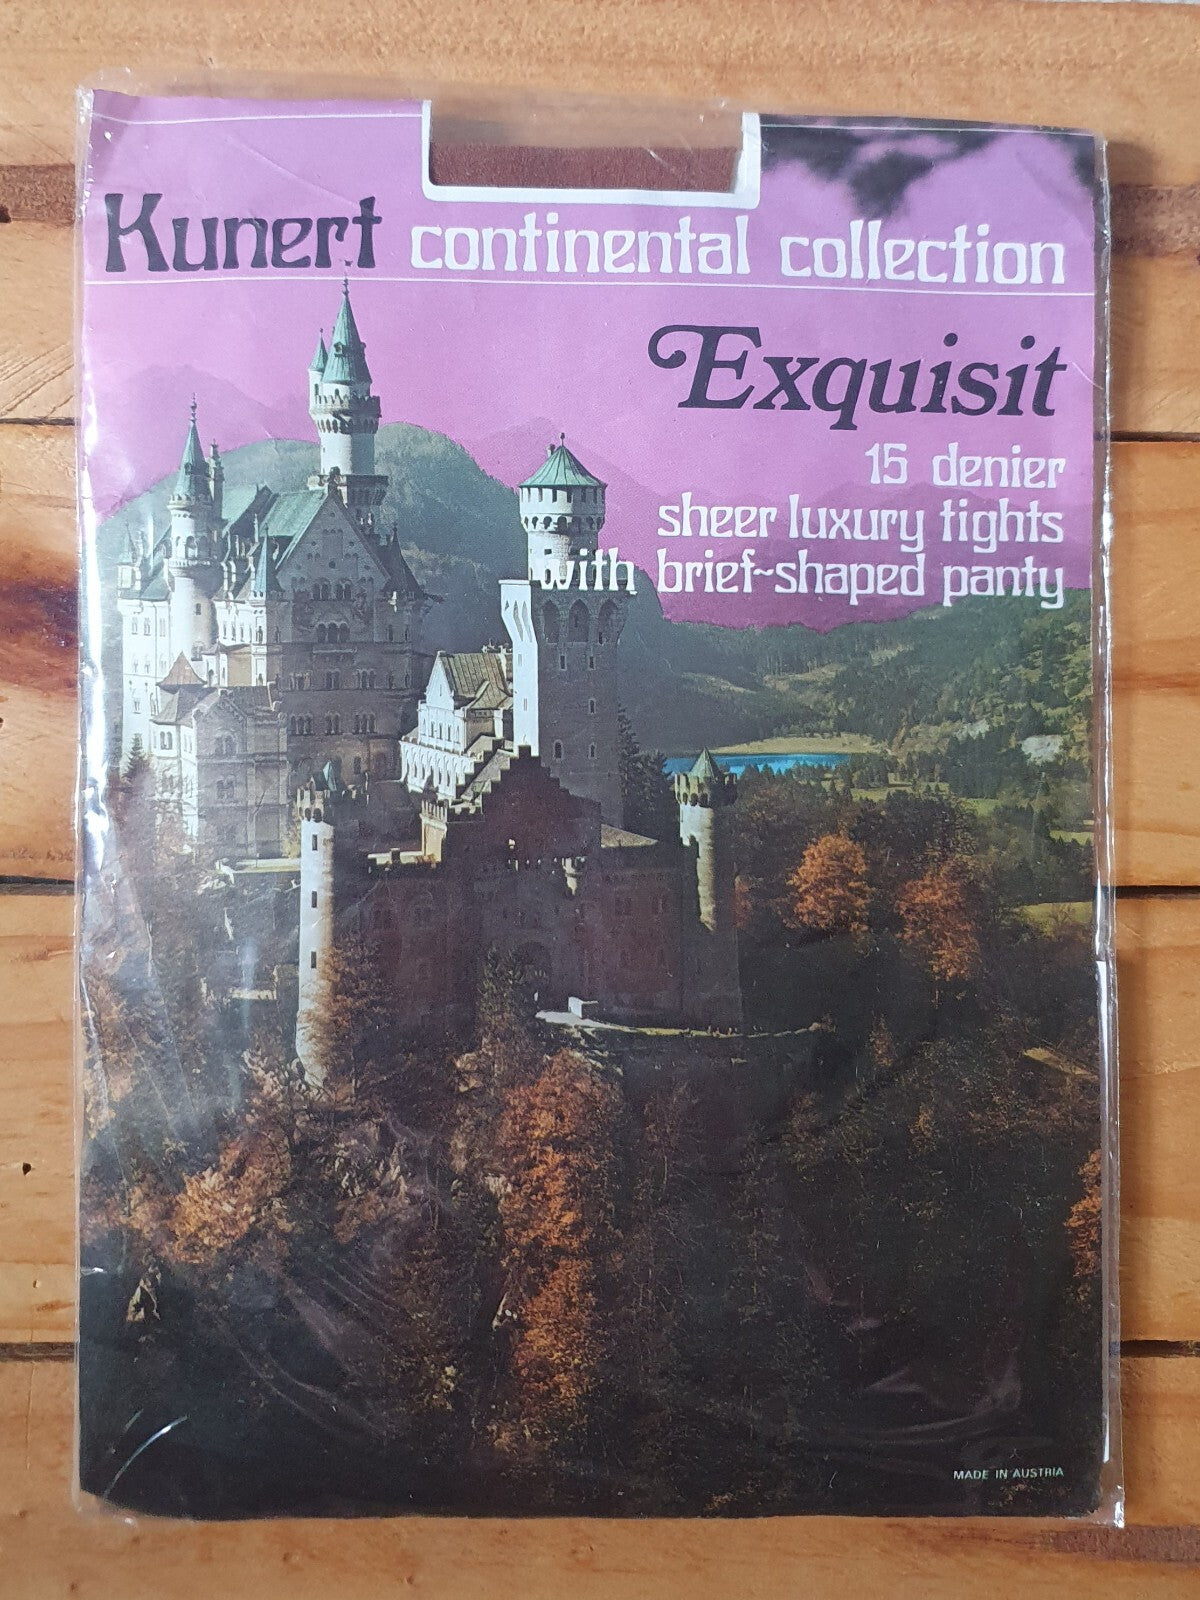 Kunert continental collection
Exquisit
15 denier
sheer luxury tights
with brief-shaped panty
MADE IN AUSTRIA